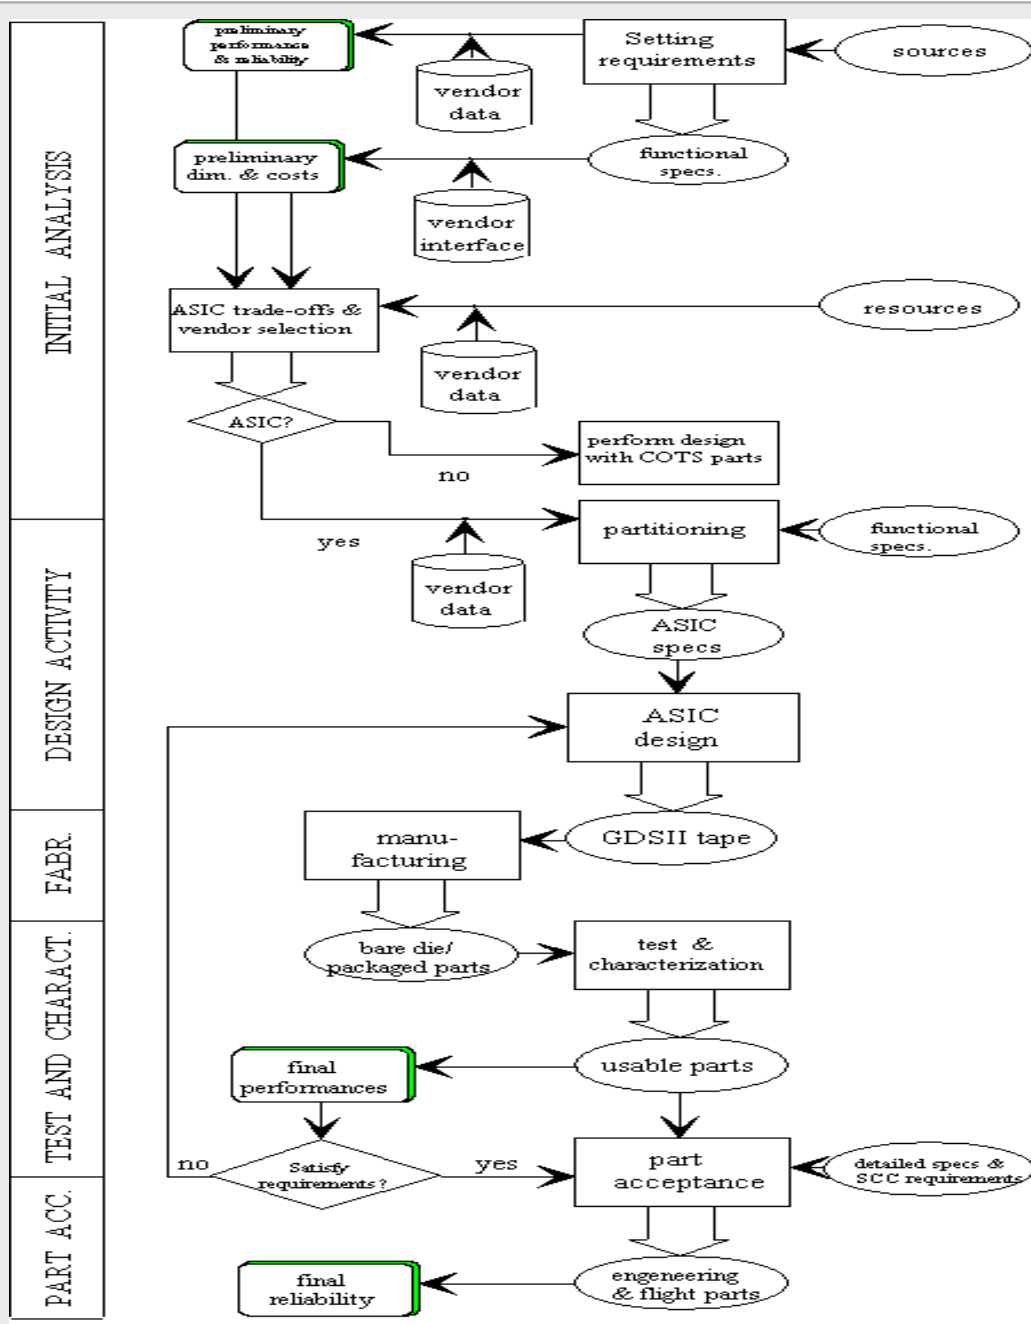 INITIAL ANALYSIS
preliminary
performance
& reliability
Setting
requirements
sources
vendor
data
preliminary
dim. & costs
functional
specs.
vendor
interface
ASIC trade-offs &
vendor selection
resources
vendor
data
ASIC?
no
perform design
with COTS parts
DESIGN ACTIVITY
yes
vendor
data
partitioning
functional
specs.
ASIC
specs
ASIC
design
FABR.
manu-
facturing
GDSII tape
TEST AND CHARACT.
bare die/
packaged parts
test &
characterization
final
performances
usable parts
no
Satisfy
requirements?
yes
part
acceptance
detailed specs &
SCC requirements
PART ACC.
final
reliability
engeneering
& flight parts